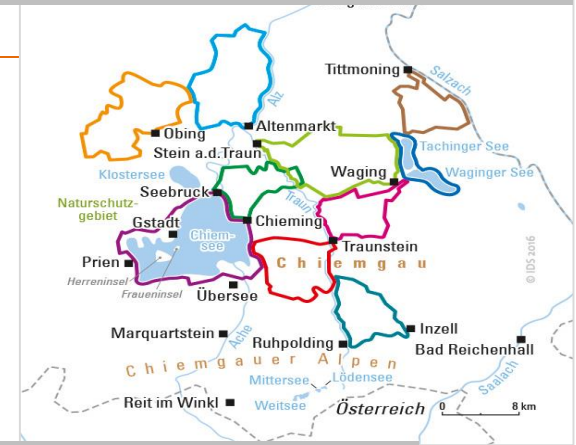 Tittmoning
Salzach
Alz
Altenmarkt
Obing
Stein a.d.Traun
Tachinger See
Klostersee
Waging
Waginger See
Seebruck
Naturschutz-
gebiet
Traun
Gstadt
Chieming
Chiem-
see
Traunstein
Prien
Chiemgau
Herreninsel
Fraueninsel
© IDS 2016
Übersee
Marquartstein
Ache
Inzell
Ruhpolding
Bad Reichenhall
Chiemgauer Alpen
Mittersee
Lödensee
Saalach
Reit im Winkl
Weitsee
Österreich
0 8 km